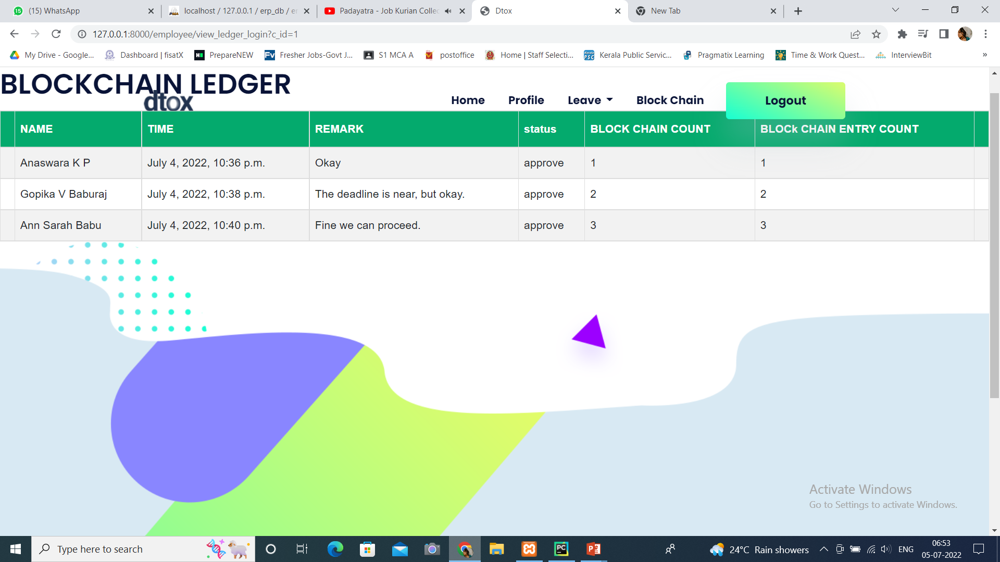 15 (15) WhatsApp
PMA localhost / 127.0.0.1 / erp_db / er
Padayatra - Job Kurian Collec
Dtox
New Tab
127.0.0.1:8000/employee/view_ledger_login?c_id=1
My Drive - Google...
Dashboard | fisatX
PrepareNEW
Fresher Jobs-Govt J...
S1 MCA A
postoffice
Home | Staff Selecti...
Kerala Public Servic...
Pragmatix Learning
Time & Work Quest...
InterviewBit
»
BLOCKCHAIN LEDGER
dtox
Home Profile Leave Block Chain Logout
NAME TIME REMARK status BLOCK CHAIN COUNT BLOCk CHAIN ENTRY COUNT
Anaswara K P July 4, 2022, 10:36 p.m. Okay approve 1 1
Gopika V Baburaj July 4, 2022, 10:38 p.m. The deadline is near, but okay. approve 2 2
Ann Sarah Babu July 4, 2022, 10:40 p.m. Fine we can proceed. approve 3 3
Activate Windows
Go to Settings to activate Windows.
Type here to search
24°C Rain showers
ENG
06:53
05-07-2022